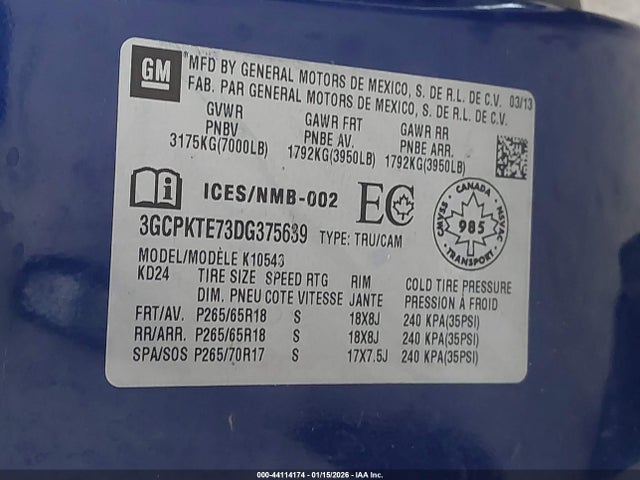 GM
®MFD BY GENERAL MOTORS DE MEXICO, S. DE R.L. DE C.V. 03/13
FAB. PAR GENERAL MOTORS DE MEXICO, S. DE R.L. DE C.V.
GVWR GAWR FRT GAWR RR
PNBV PNBE AV. PNBE ARR.
3175KG(7000LB) 1792KG(3950LB) 1792KG(3950LB)
i ICES/NMB-002 EC
CANADA
CMVSS NSVAC
985
TRANSPORT
3GCPKTE73DG375639 TYPE: TRU/CAM
MODEL/MODÈLE K10543
KD24 TIRE SIZE SPEED RTG RIM COLD TIRE PRESSURE
DIM. PNEU COTE VITESSE JANTE PRESSION À FROID
FRT/AV. P265/65R18 S 18X8J 240 KPA(35PSI)
RR/ARR. P265/65R18 S 18X8J 240 KPA(35PSI)
SPA/SOS P265/70R17 S 17X7.5J 240 KPA(35PSI)
000-44114174 - 01/15/2026 - IAA Inc.